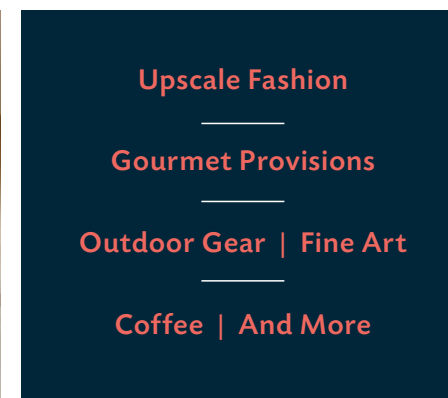 Upscale Fashion
Gourmet Provisions
Outdoor Gear | Fine Art
Coffee | And More